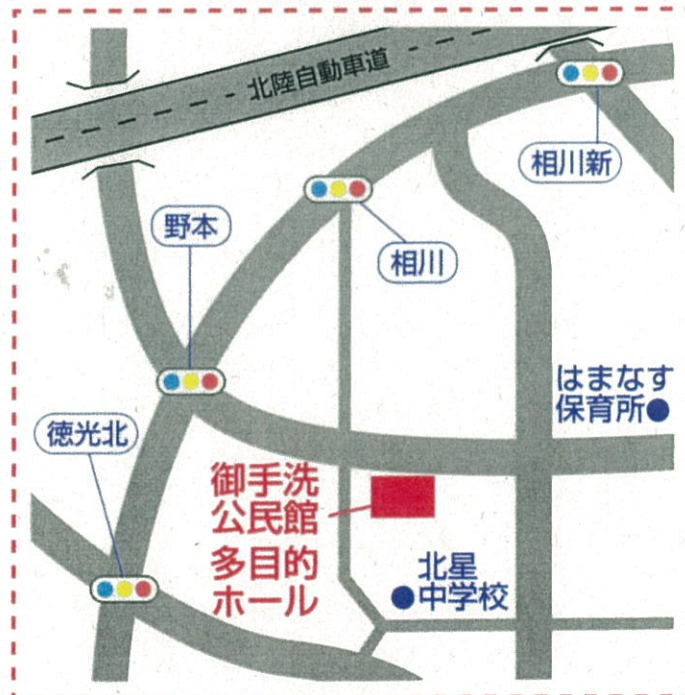 北陸自動車道
相川新
野本
相川
はまなす
保育所
徳光北
御手洗
公民館
多目的
ホール
北星
中学校